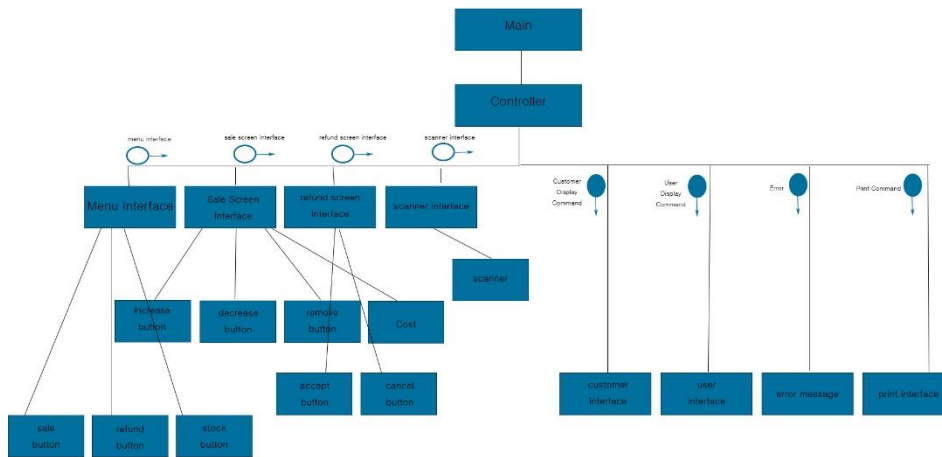 Main
Controller
menu interface
sale screen interface
refund screen interface
scanner interface
Customer
Display
Command
User
Display
Command
Error
Print Command
Menu Interface
Sale Screen
Interface
refund screen
interface
scanner interface
scanner
increase
button
decrease
button
remove
button
Cost
accept
button
cancel
button
customer
interface
user
interface
error message
print interface
sale
button
refund
button
stock
button